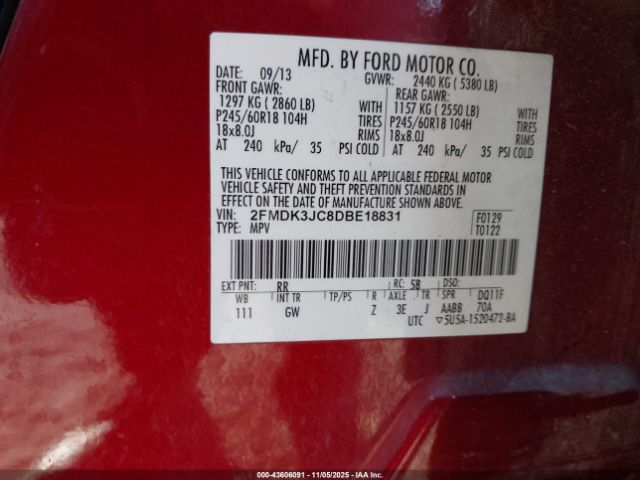 MFD. BY FORD MOTOR CO.
DATE: 09/13 GVWR: 2440 KG ( 5380 LB)
FRONT GAWR: REAR GAWR:
1297 KG ( 2860 LB) WITH 1157 KG ( 2550 LB) WITH
P245/60R18 104H TIRES P245/60R18 104H TIRES
18x8.0J RIMS 18x8.0J RIMS
AT 240 kPa/ 35 PSI COLD AT 240 kPa/ 35 PSI COLD
THIS VEHICLE CONFORMS TO ALL APPLICABLE FEDERAL MOTOR
VEHICLE SAFETY AND THEFT PREVENTION STANDARDS IN
EFFECT ON THE DATE OF MANUFACTURE SHOWN ABOVE.
VIN: 2FMDK3JC8DBE18831 F0129
TYPE: MPV T0122
EXT PNT: RR RC: 58 DSO:
WB INT TR TP/PS R AXLE TR SPR DQ11F
111 GW Z 3E J AABB 70A
UTC ▽5U5A-1520472-BA
000-43606091 - 11/05/2025 - IAA Inc.